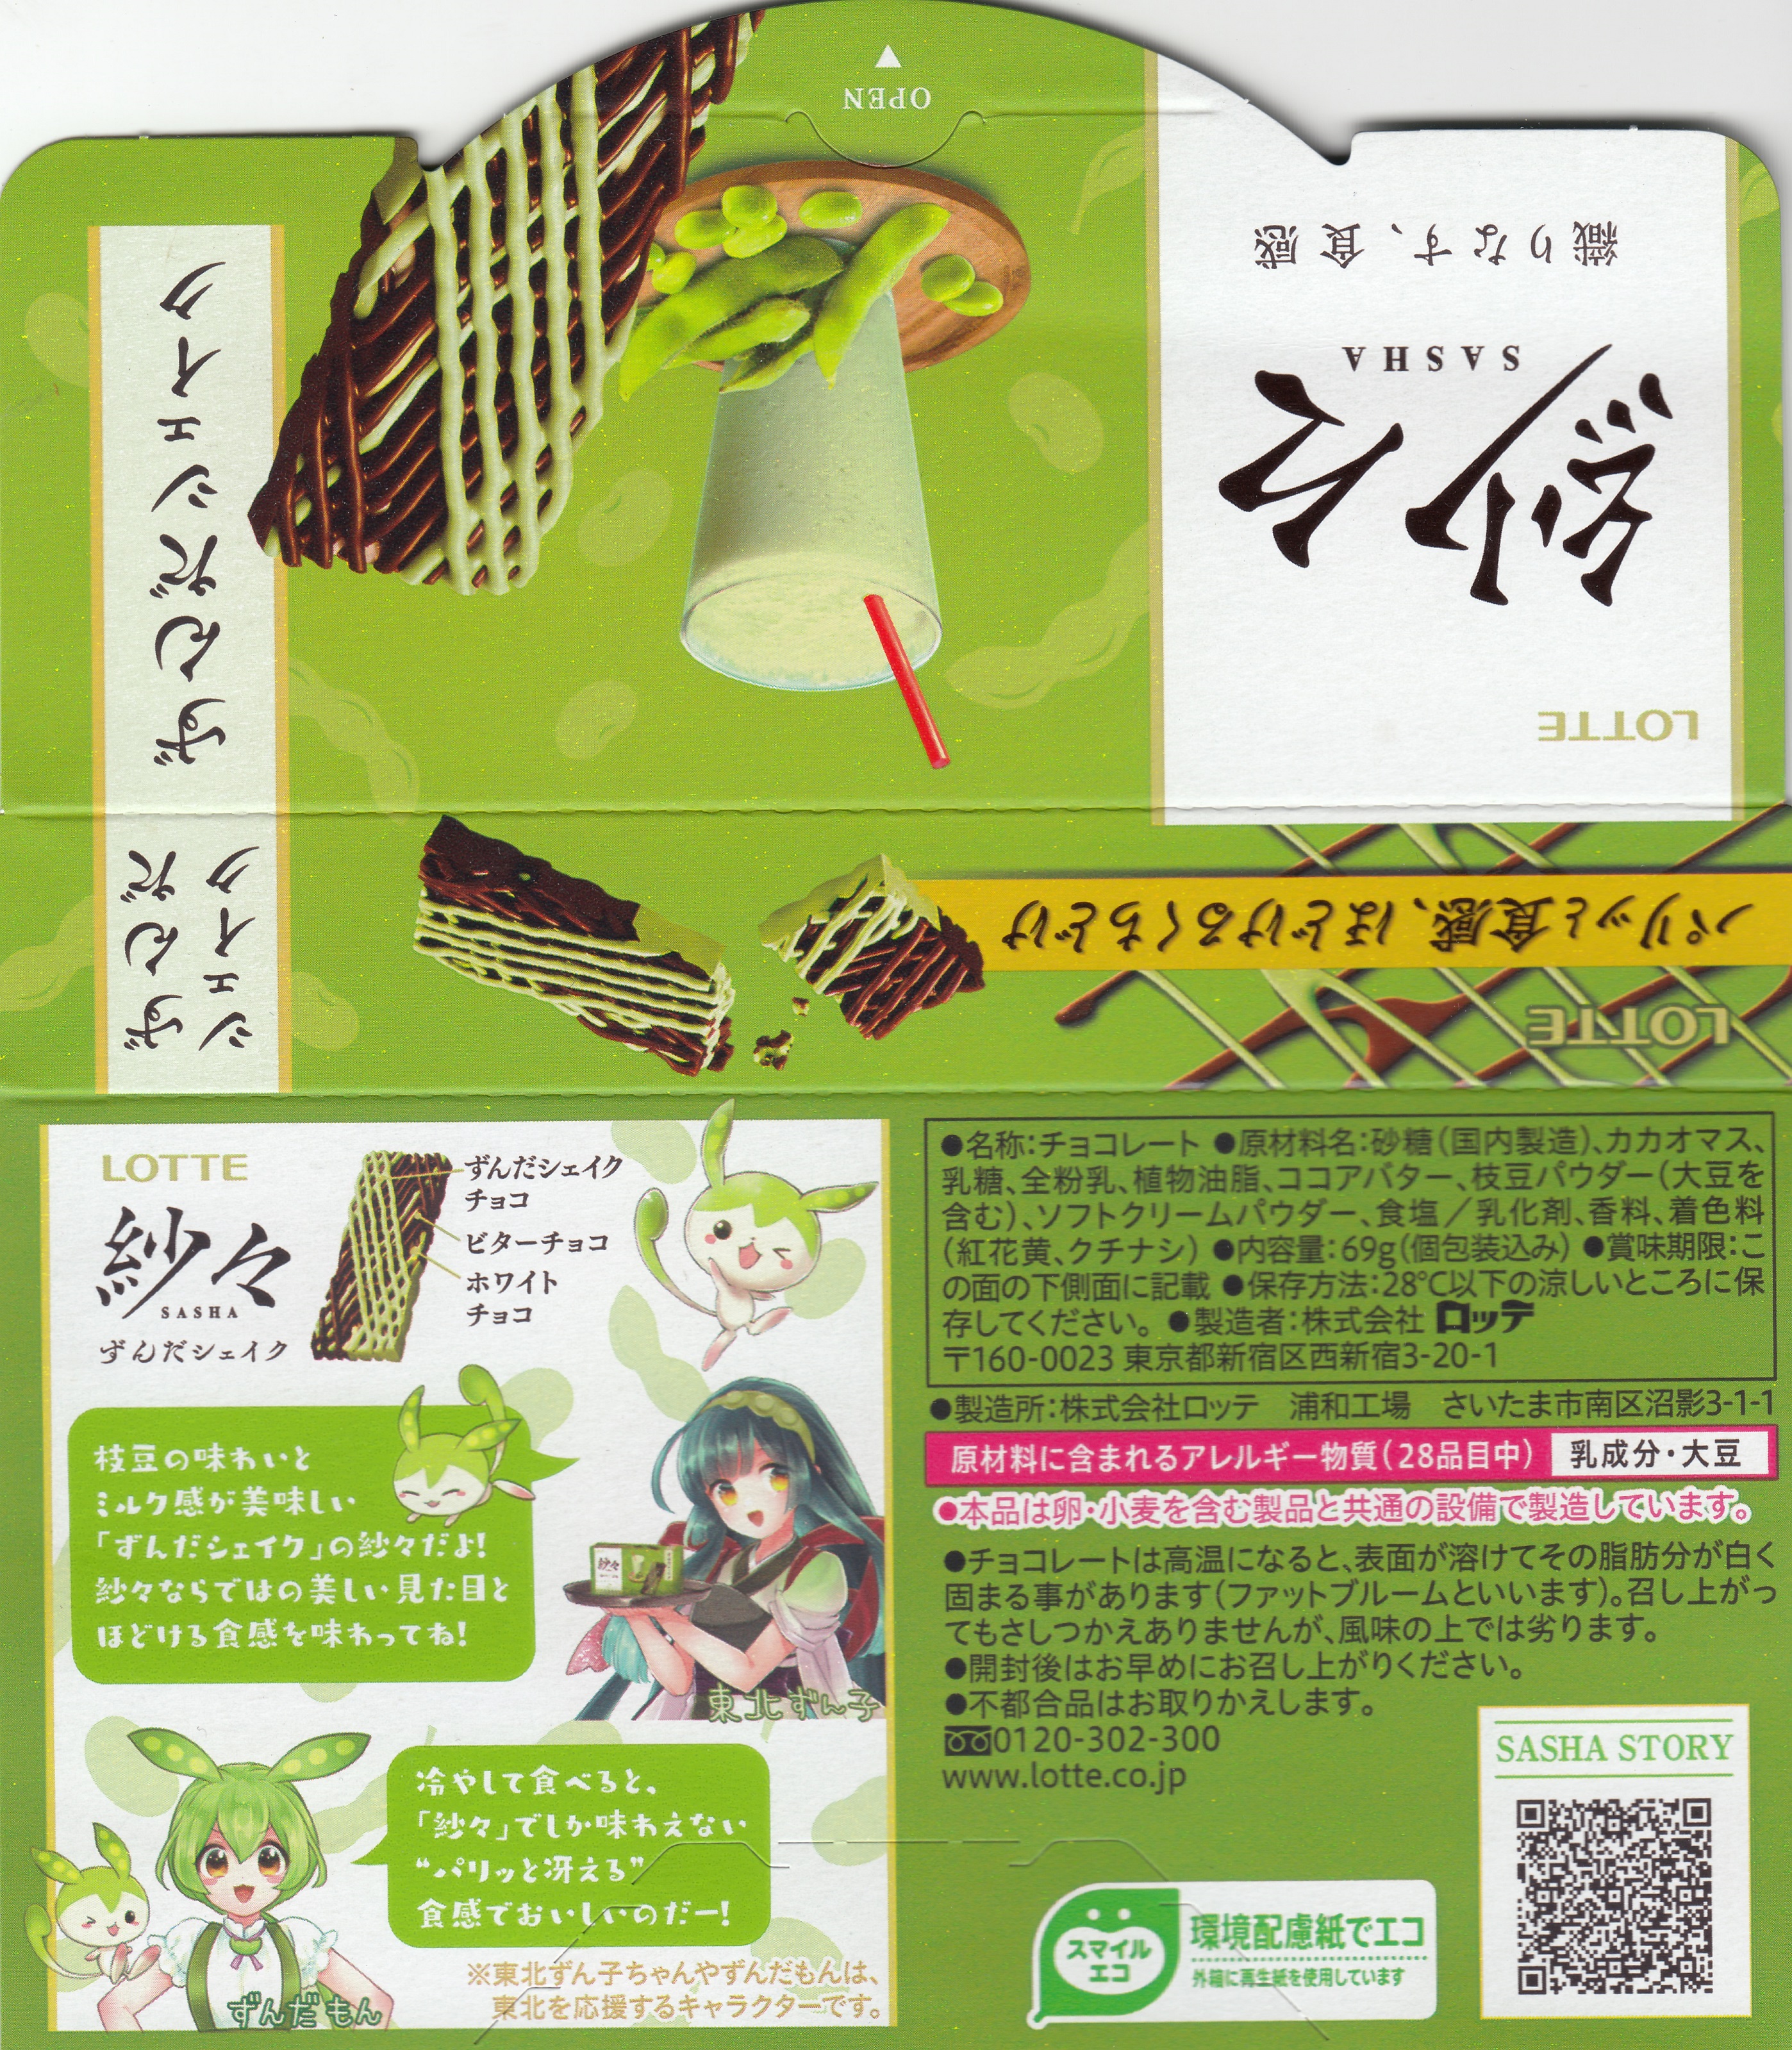 OPEN
織りなす、食感
紗々
SASHA
LOTTE
ずんだシェイク
ずんだ
シェイク
パリッと食感、ほどけるくちどけ
LOTTE
LOTTE
紗々
SASHA
ずんだシェイク
ずんだシェイク
チョコ
ビターチョコ
ホワイト
チョコ
枝豆の味わいと
ミルク感が美味しい
「ずんだシェイク」の紗々だよ!
紗々ならではの美しい見た目と
ほどける食感を味わってね!
紗々
東北ずん子
冷やして食べると、
「紗々」でしか味わえない
“パリッと冴える”
食感でおいしいのだー!
ずんだもん
※東北ずん子ちゃんやずんだもんは、
東北を応援するキャラクターです。
●名称:チョコレート ●原材料名:砂糖(国内製造)、カカオマス、
乳糖、全粉乳、植物油脂、ココアバター、枝豆パウダー(大豆を
含む)、ソフトクリームパウダー、食塩/乳化剤、香料、着色料
(紅花黄、クチナシ) ●内容量:69g(個包装込み) ●賞味期限:こ
の面の下側面に記載 ●保存方法:28℃以下の涼しいところに保
存してください。 ●製造者:株式会社 ロッテ
〒160-0023 東京都新宿区西新宿3-20-1
●製造所:株式会社ロッテ 浦和工場 さいたま市南区沼影3-1-1
原材料に含まれるアレルギー物質(28品目中) 乳成分・大豆
●本品は卵・小麦を含む製品と共通の設備で製造しています。
●チョコレートは高温になると、表面が溶けてその脂肪分が白く
固まる事があります(ファットブルームといいます)。召し上がっ
てもさしつかえありませんが、風味の上では劣ります。
●開封後はお早めにお召し上がりください。
●不都合品はお取りかえします。
0120-302-300
www.lotte.co.jp
SASHA STORY
スマイル
エコ
環境配慮紙でエコ
外箱に再生紙を使用しています